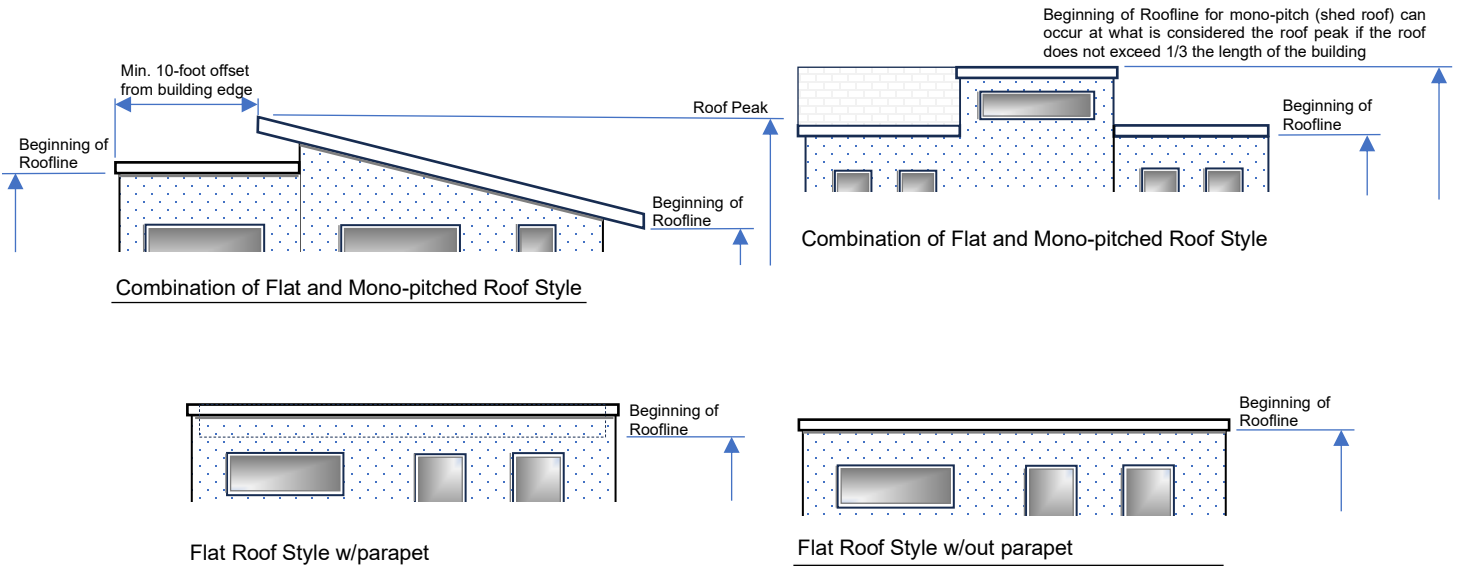 Beginning of Roofline for mono-pitch (shed roof) can
occur at what is considered the roof peak if the roof
does not exceed 1/3 the length of the building
Min. 10-foot offset
from building edge
Roof Peak
Beginning of
Roofline
Beginning of
Roofline
Beginning of
Roofline
Combination of Flat and Mono-pitched Roof Style
Combination of Flat and Mono-pitched Roof Style
Beginning of
Roofline
Beginning of
Roofline
Flat Roof Style w/parapet
Flat Roof Style w/out parapet